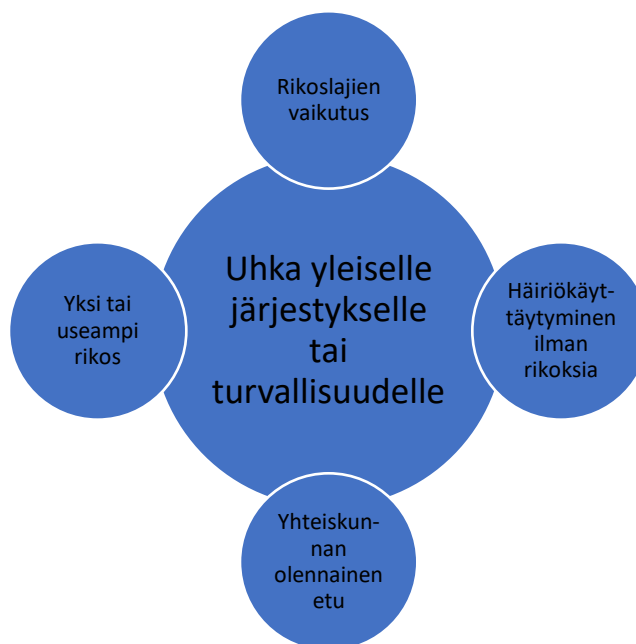 Rikoslajien
vaikutus
Uhka yleiselle
järjestykselle
tai
turvallisuudelle
Yksi tai
useampi
rikos
Häiriökäyt-
täytyminen
ilman
rikoksia
Yhteiskun-
nan
olennainen
etu